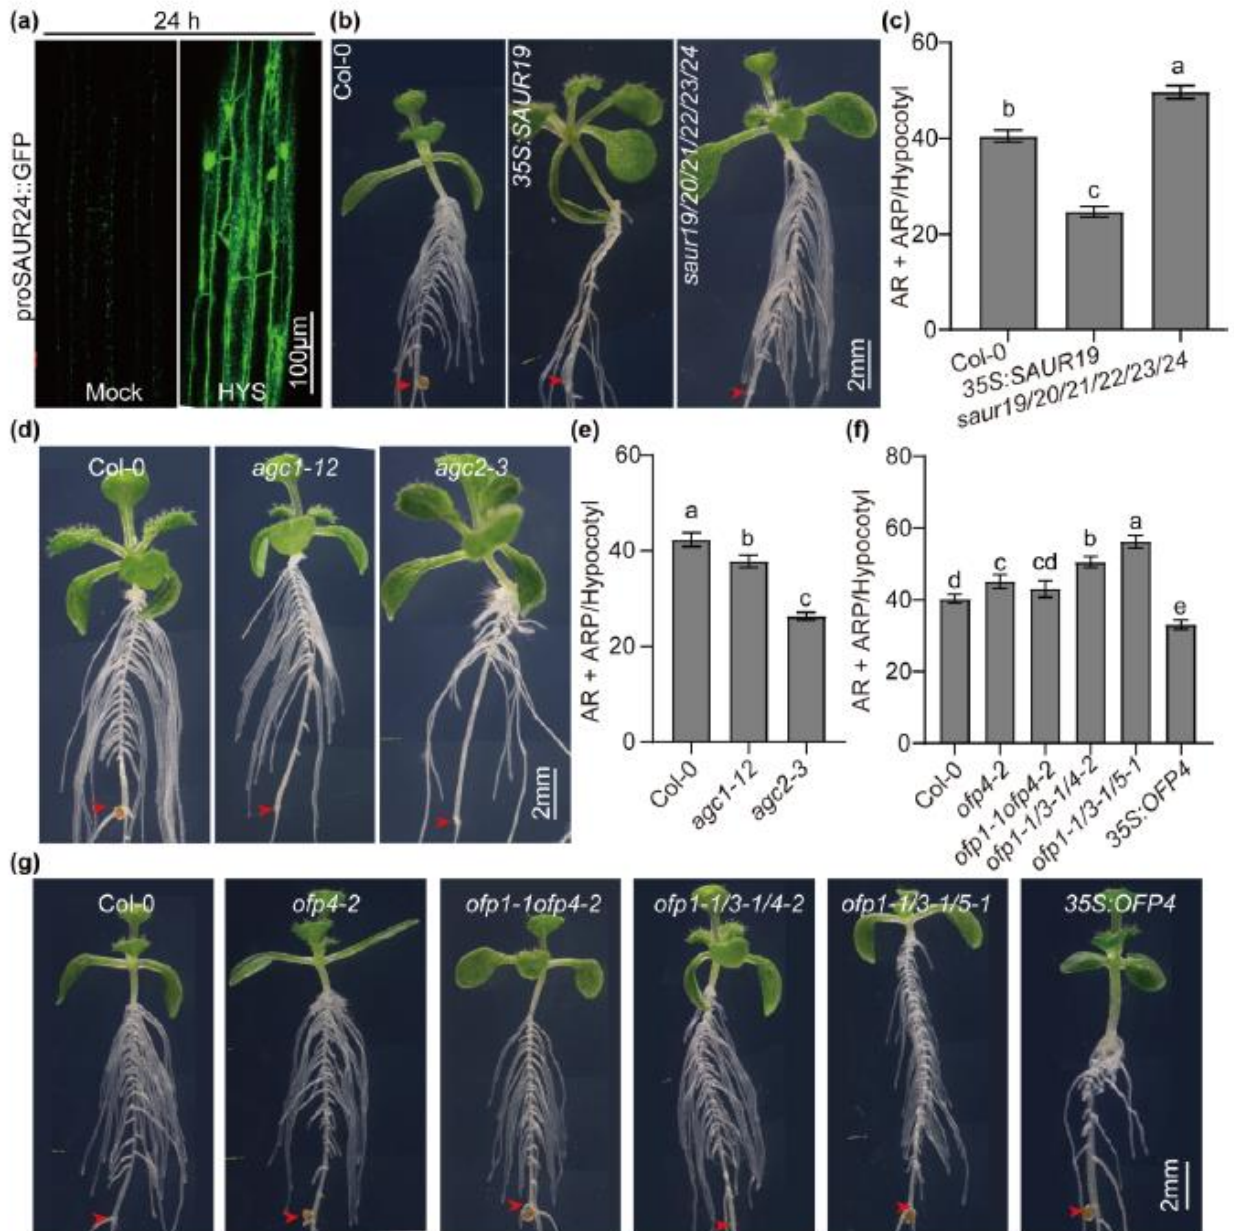 (a)
24 h
proSAUR24::GFP
Mock
HYS
100μm
(b)
Col-0
35S:SAUR19
saur19/20/21/22/23/24
2mm
(c)
AR + ARP/Hypocotyl
60
40
20
0
b
c
a
Col-0
35S:SAUR19
saur19/20/21/22/23/24
(d)
Col-0
agc1-12
agc2-3
2mm
(e)
AR + ARP/Hypocotyl
60
40
20
0
a
b
c
Col-0
agc1-12
agc2-3
(f)
AR + ARP/Hypocotyl
80
60
40
20
0
d
c
cd
b
a
e
Col-0
ofp4-2
ofp1-1ofp4-2
ofp1-1/3-1/4-2
ofp1-1/3-1/5-1
35S:OFP4
(g)
Col-0
ofp4-2
ofp1-1ofp4-2
ofp1-1/3-1/4-2
ofp1-1/3-1/5-1
35S:OFP4
2mm